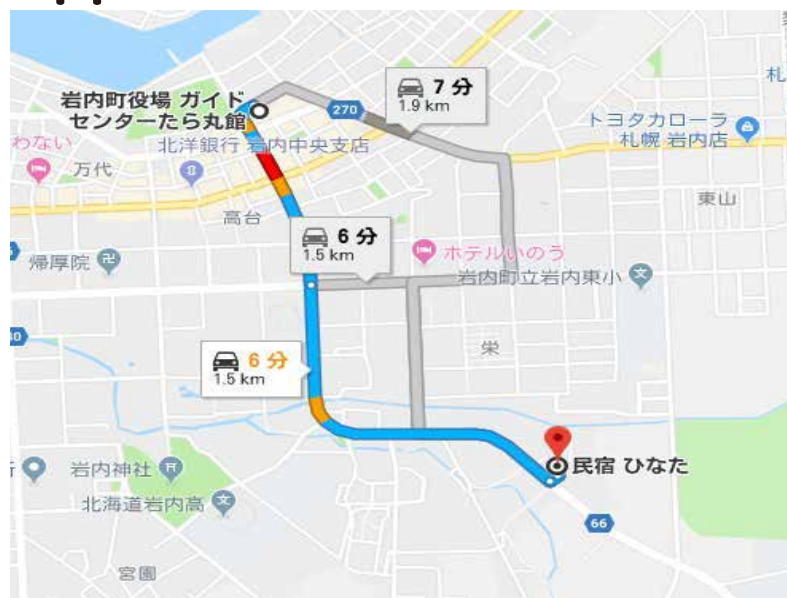 7 分
1.9 km
札
岩内町役場 ガイド
センターたら丸館
270
トヨタカローラ
札幌 岩内店
わない
北洋銀行 岩内中央支店
万代
東山
高台
6 分
1.5 km
ホテルいのう
帰厚院
岩内町立岩内東小
栄
6 分
1.5 km
民宿 ひなた
岩内神社
北海道岩内高
66
宮園